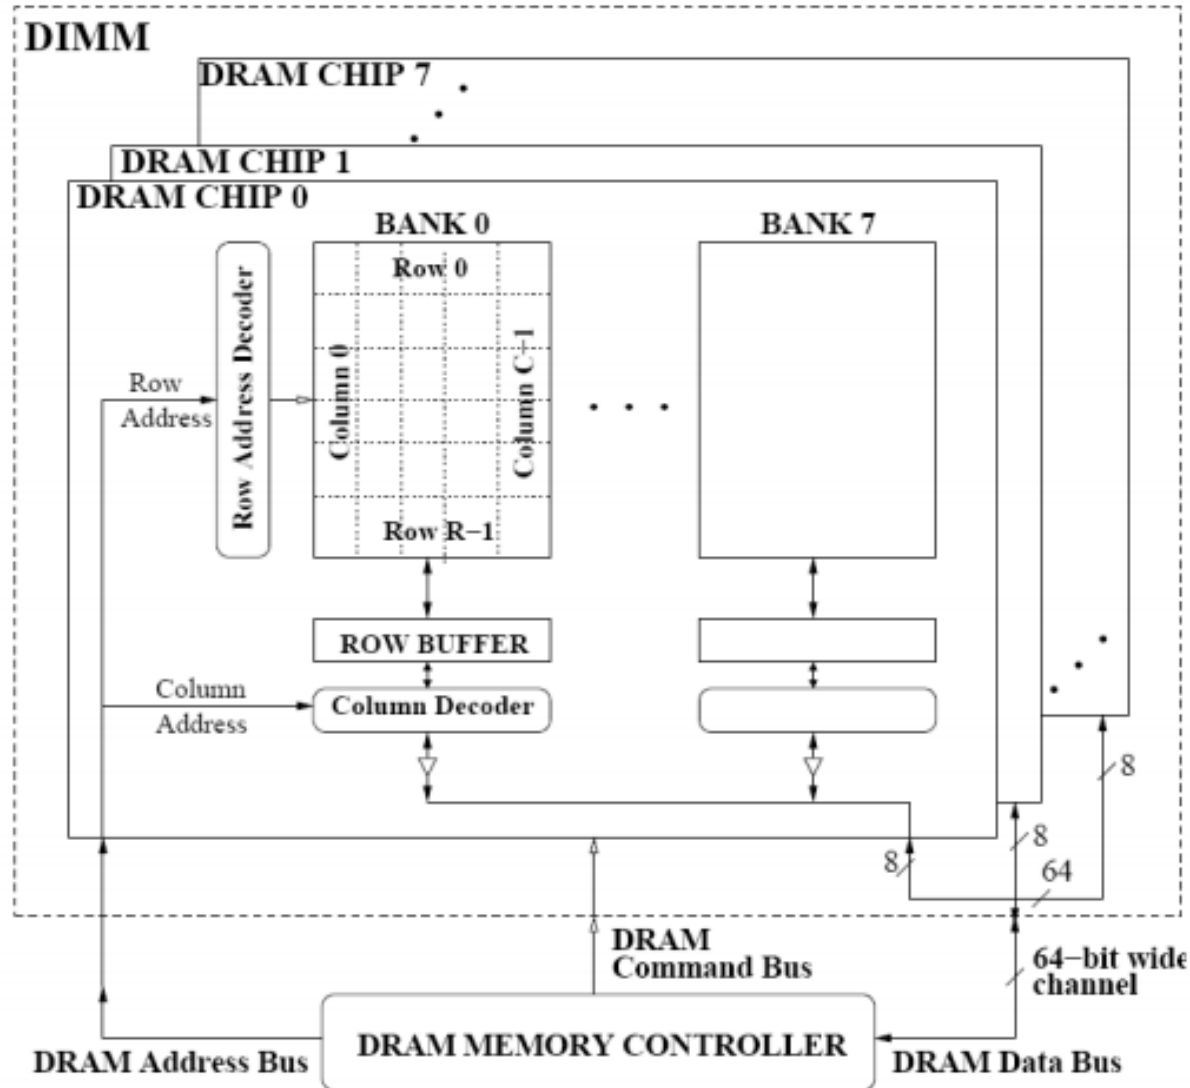 DIMM
DRAM CHIP 7
DRAM CHIP 1
DRAM CHIP 0
BANK 0
BANK 7
Row Address Decoder
Row 0
Column 0
Column C−1
Row R−1
Row
Address
ROW BUFFER
Column
Address
Column Decoder
8
8
8
64
DRAM
Command Bus
64−bit wide
channel
DRAM MEMORY CONTROLLER
DRAM Address Bus
DRAM Data Bus